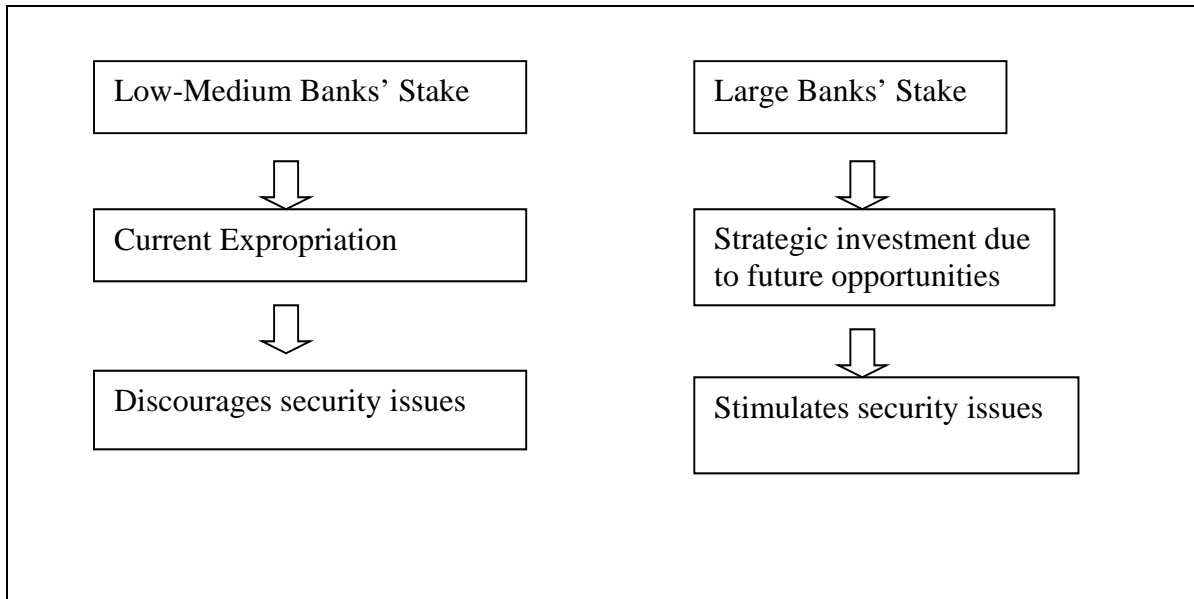 Low-Medium Banks’ Stake
Current Expropriation
Discourages security issues
Large Banks’ Stake
Strategic investment due
to future opportunities
Stimulates security issues